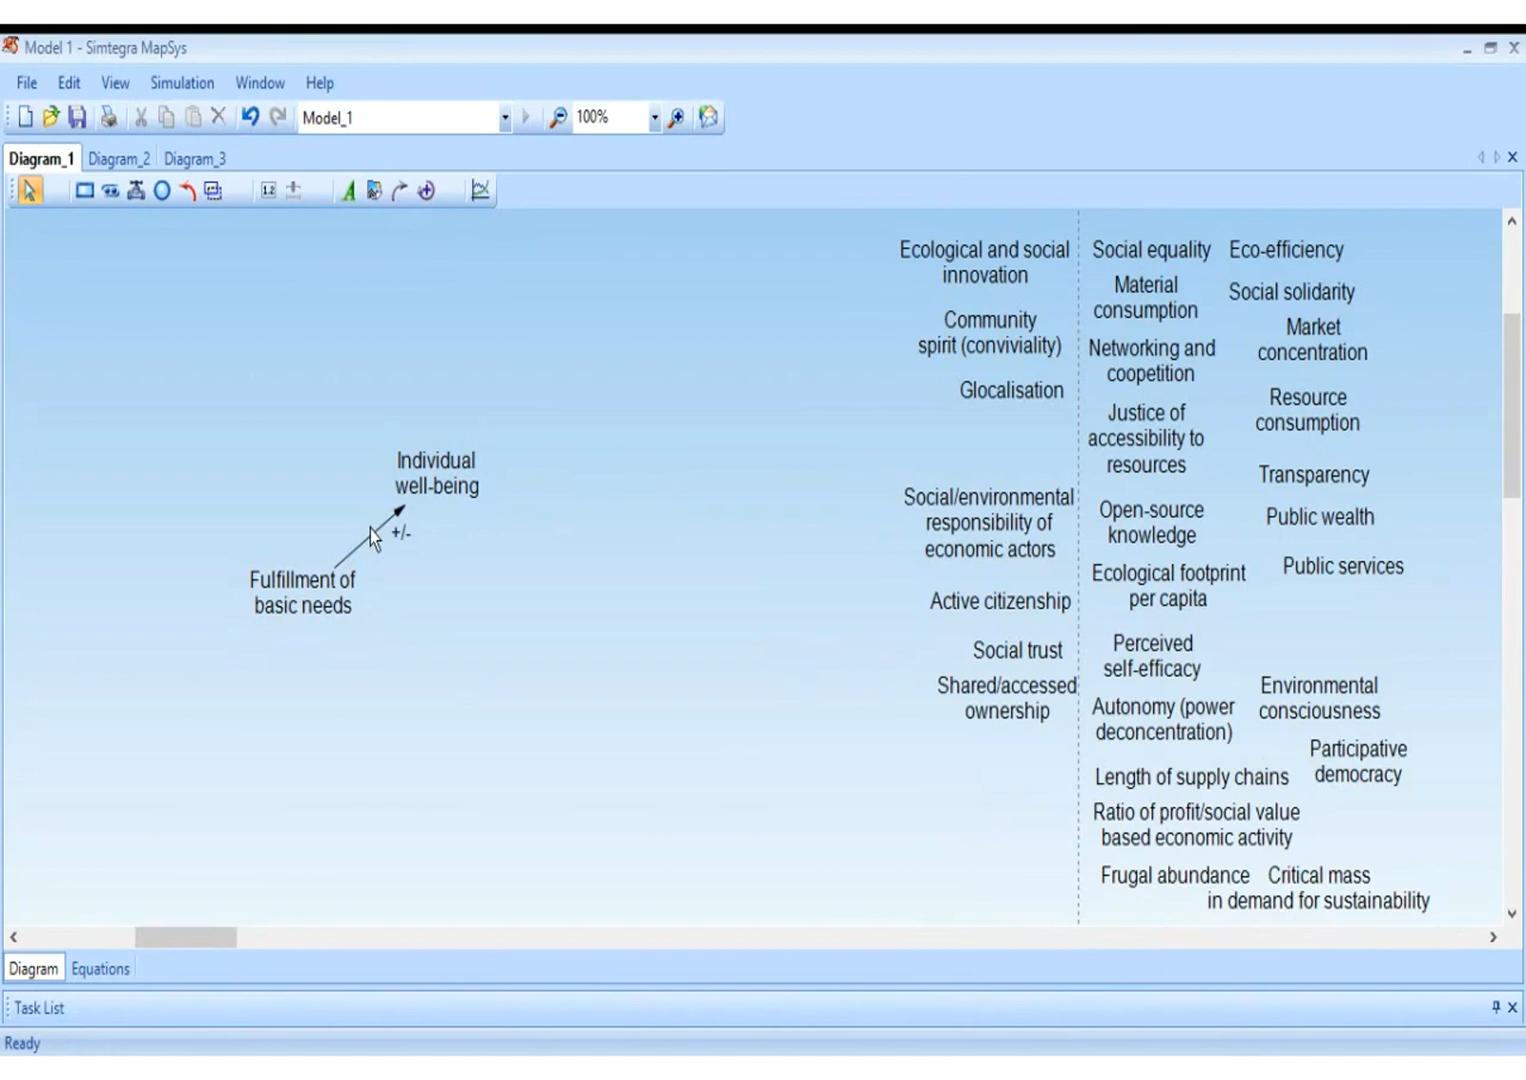 Model 1 - Simtegra MapSys
File Edit View Simulation Window Help
Model_1
100%
Diagram_1 Diagram_2 Diagram_3
1.2
A
Individual
well-being
+/-
Fulfillment of
basic needs
Ecological and social
innovation
Community
spirit (conviviality)
Glocalisation
Social/environmental
responsibility of
economic actors
Active citizenship
Social trust
Shared/accessed
ownership
Social equality
Material
consumption
Networking and
coopetition
Justice of
accessibility to
resources
Open-source
knowledge
Ecological footprint
per capita
Perceived
self-efficacy
Autonomy (power
deconcentration)
Length of supply chains
Ratio of profit/social value
based economic activity
Frugal abundance
Eco-efficiency
Social solidarity
Market
concentration
Resource
consumption
Transparency
Public wealth
Public services
Environmental
consciousness
Participative
democracy
Critical mass
in demand for sustainability
Diagram Equations
Task List
Ready